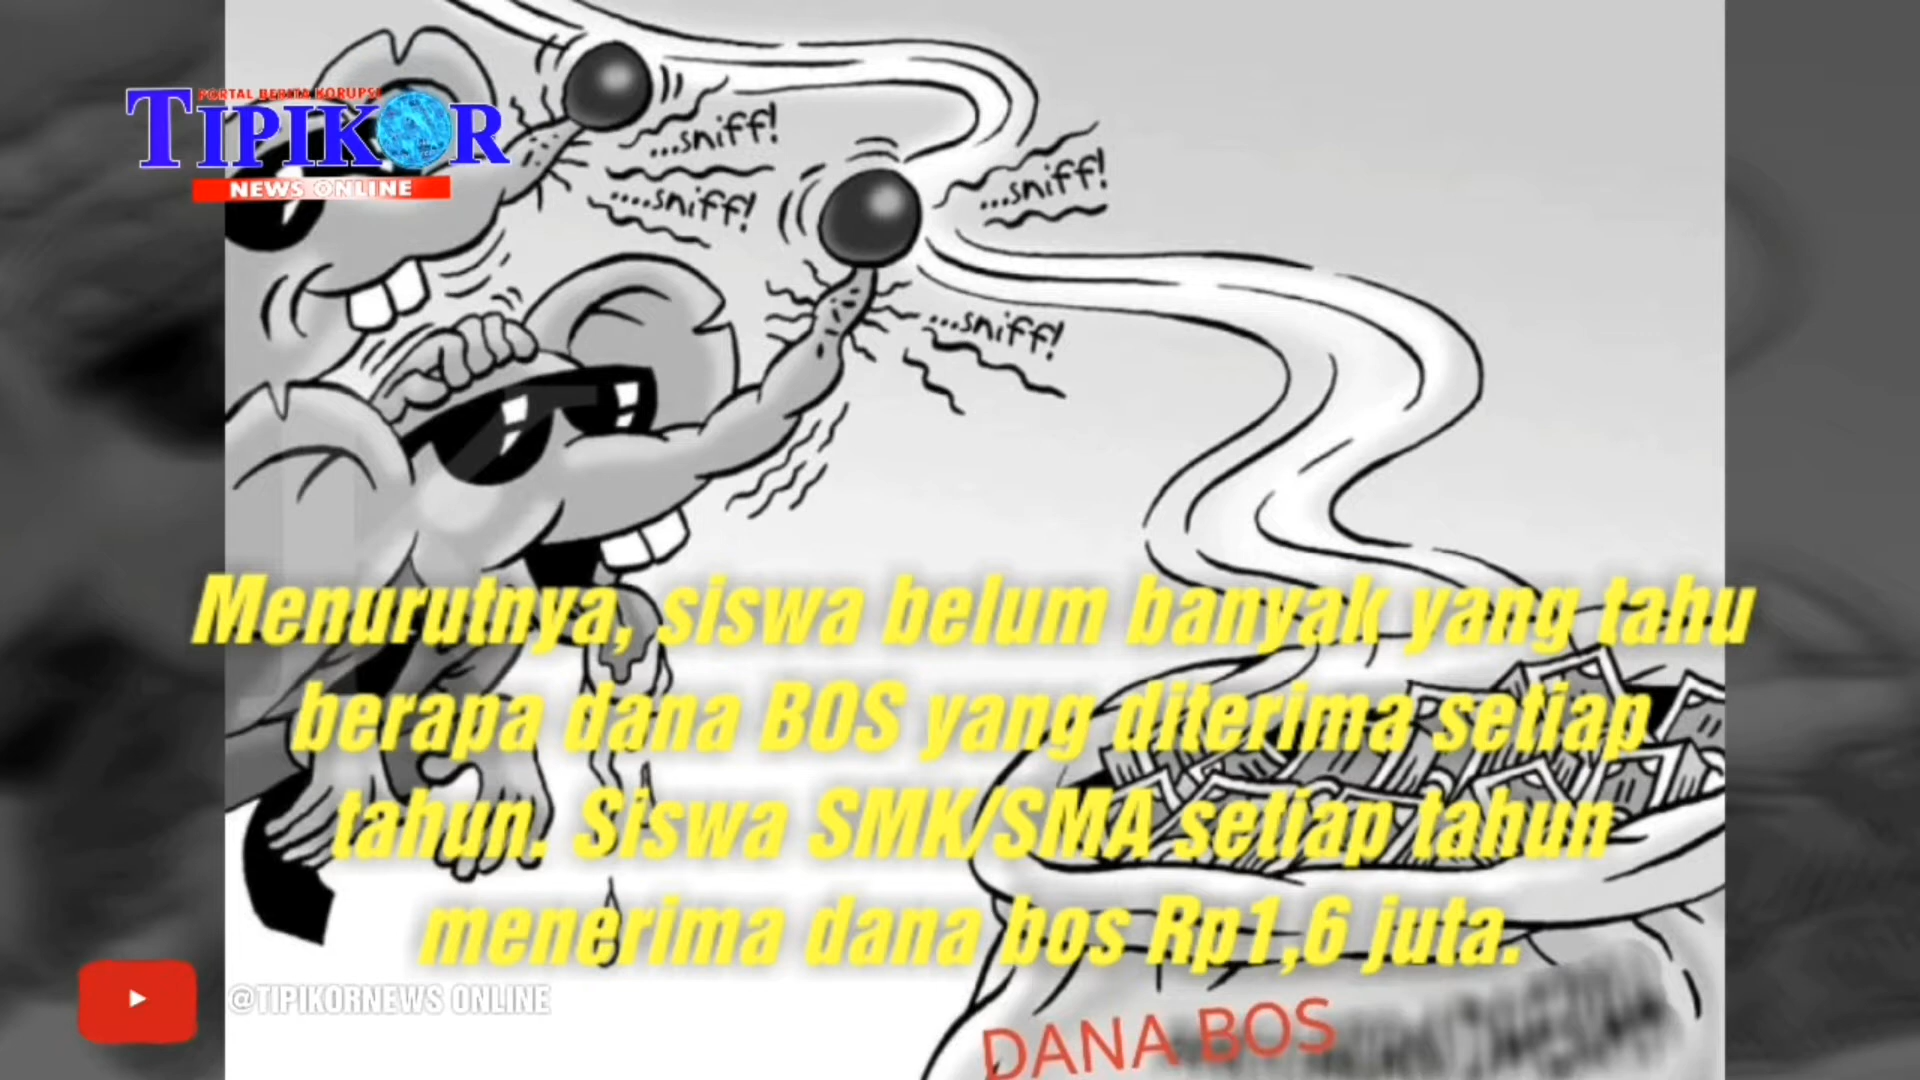 PORTAL BERITA KORUPSI
TIPIKOR
NEWS ONLINE
...sniff!
....sniff!
...sniff!
...sniff!
Menurutnya, siswa belum banyak yang tahu
berapa dana BOS yang diterima setiap
tahun. Siswa SMK/SMA setiap tahun
menerima dana bos Rp1,6 juta.
@TIPIKORNEWS ONLINE
DANA BOS